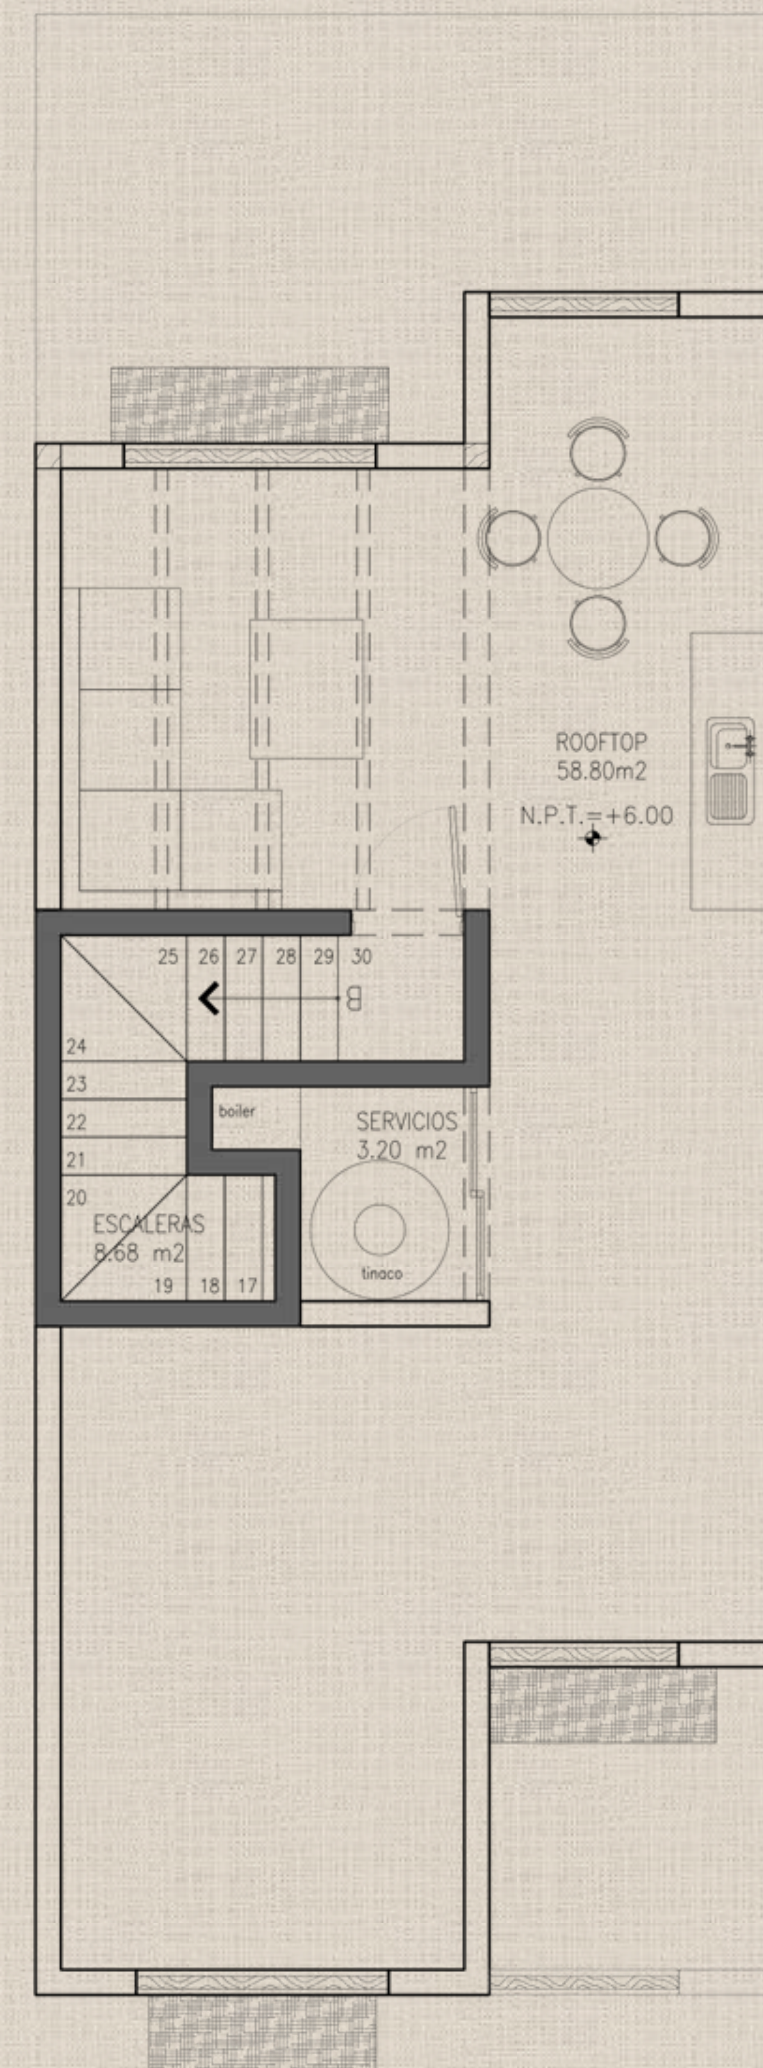 ROOFTOP
58.80m2
N.P.T.=+6.00
25 26 27 28 29 30
B
24
23
22
21
20
boiler
SERVICIOS
3.20 m2
ESCALERAS
8.68 m2
tinaco
19 18 17